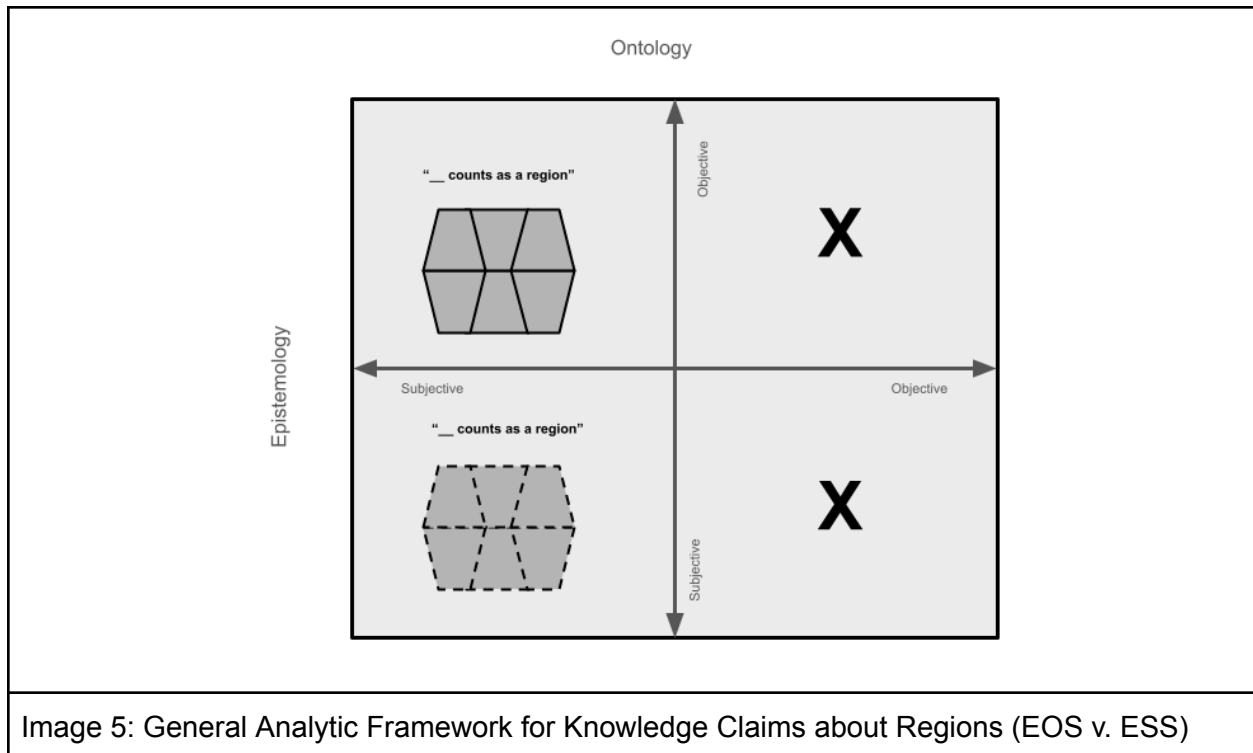 Ontology
Objective
“__ counts as a region”
X
Epistemology
Subjective
Objective
“__ counts as a region”
X
Subjective
Image 5: General Analytic Framework for Knowledge Claims about Regions (EOS v. ESS)